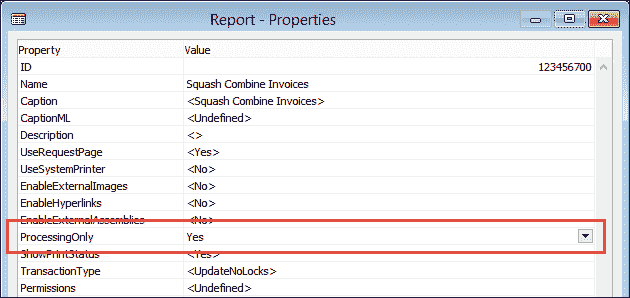 Report - Properties
Property Value
ID 123456700
Name Squash Combine Invoices
Caption <Squash Combine Invoices>
CaptionML <Undefined>
Description <>
UseRequestPage <Yes>
UseSystemPrinter <No>
EnableExternalImages <No>
EnableHyperlinks <No>
EnableExternalAssemblies <No>
ProcessingOnly Yes
ShowPrintStatus <Yes>
TransactionType <UpdateNoLocks>
Permissions <Undefined>